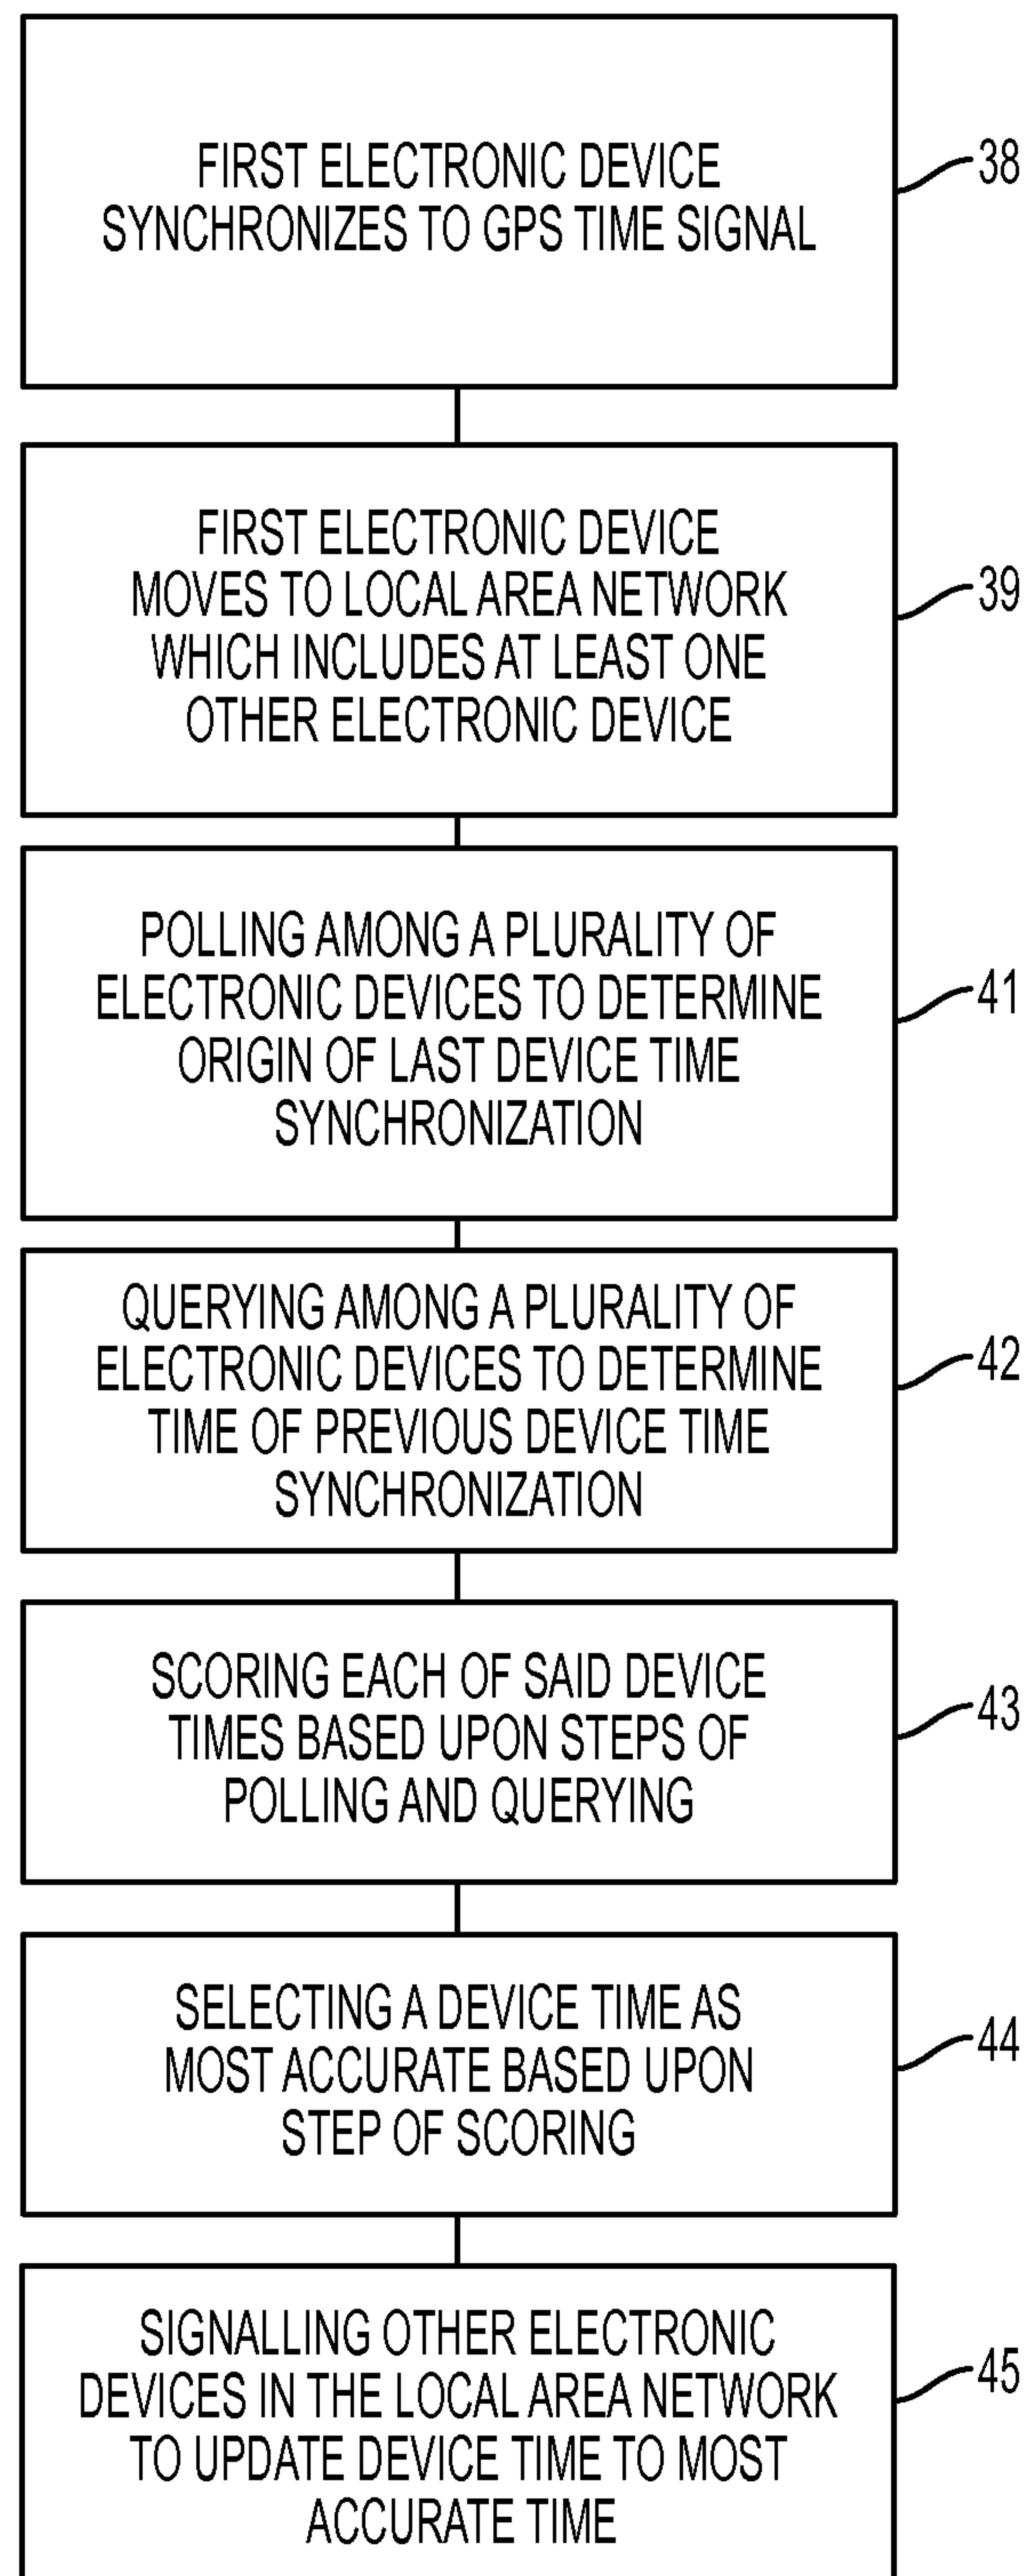 FIRST ELECTRONIC DEVICE
SYNCHRONIZES TO GPS TIME SIGNAL
38
FIRST ELECTRONIC DEVICE
MOVES TO LOCAL AREA NETWORK
WHICH INCLUDES AT LEAST ONE
OTHER ELECTRONIC DEVICE
39
POLLING AMONG A PLURALITY OF
ELECTRONIC DEVICES TO DETERMINE
ORIGIN OF LAST DEVICE TIME
SYNCHRONIZATION
41
QUERYING AMONG A PLURALITY OF
ELECTRONIC DEVICES TO DETERMINE
TIME OF PREVIOUS DEVICE TIME
SYNCHRONIZATION
42
SCORING EACH OF SAID DEVICE
TIMES BASED UPON STEPS OF
POLLING AND QUERYING
43
SELECTING A DEVICE TIME AS
MOST ACCURATE BASED UPON
STEP OF SCORING
44
SIGNALLING OTHER ELECTRONIC
DEVICES IN THE LOCAL AREA NETWORK
TO UPDATE DEVICE TIME TO MOST
ACCURATE TIME
45